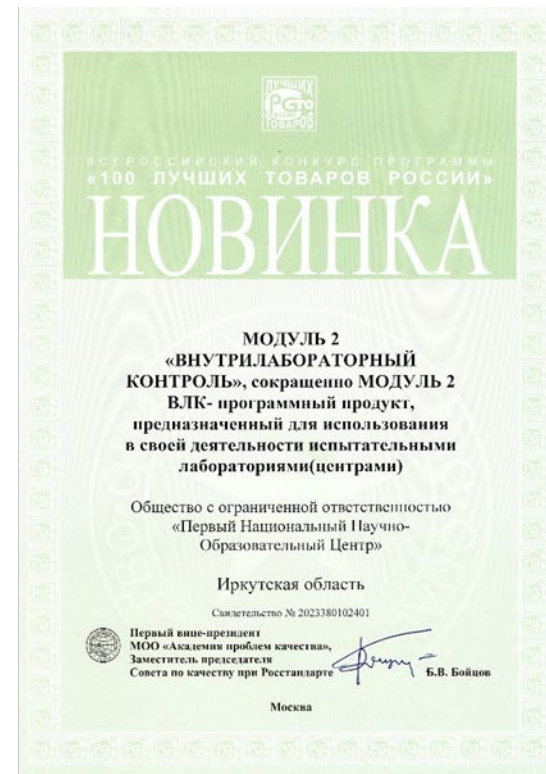 ЛУЧШИХ
PGTO
ТОВАРОВ
ВСЕРОССИЙСКИЙ КОНКУРС ПРОГРАММЫ
«100 ЛУЧШИХ ТОВАРОВ РОССИИ»
НОВИНКА
МОДУЛЬ 2
«ВНУТРИЛАБОРАТОРНЫЙ
КОНТРОЛЬ», сокращенно МОДУЛЬ 2
ВЛК- программный продукт,
предназначенный для использования
в своей деятельности испытательными
лабораториями(центрами)
Общество с ограниченной ответственностью
«Первый Национальный Научно-
Образовательный Центр»
Иркутская область
Свидетельство № 2023380102401
Первый вице-президент
МОО «Академия проблем качества»,
Заместитель председателя
Совета по качеству при Росстандарте
Б.В. Бойцов
Москва